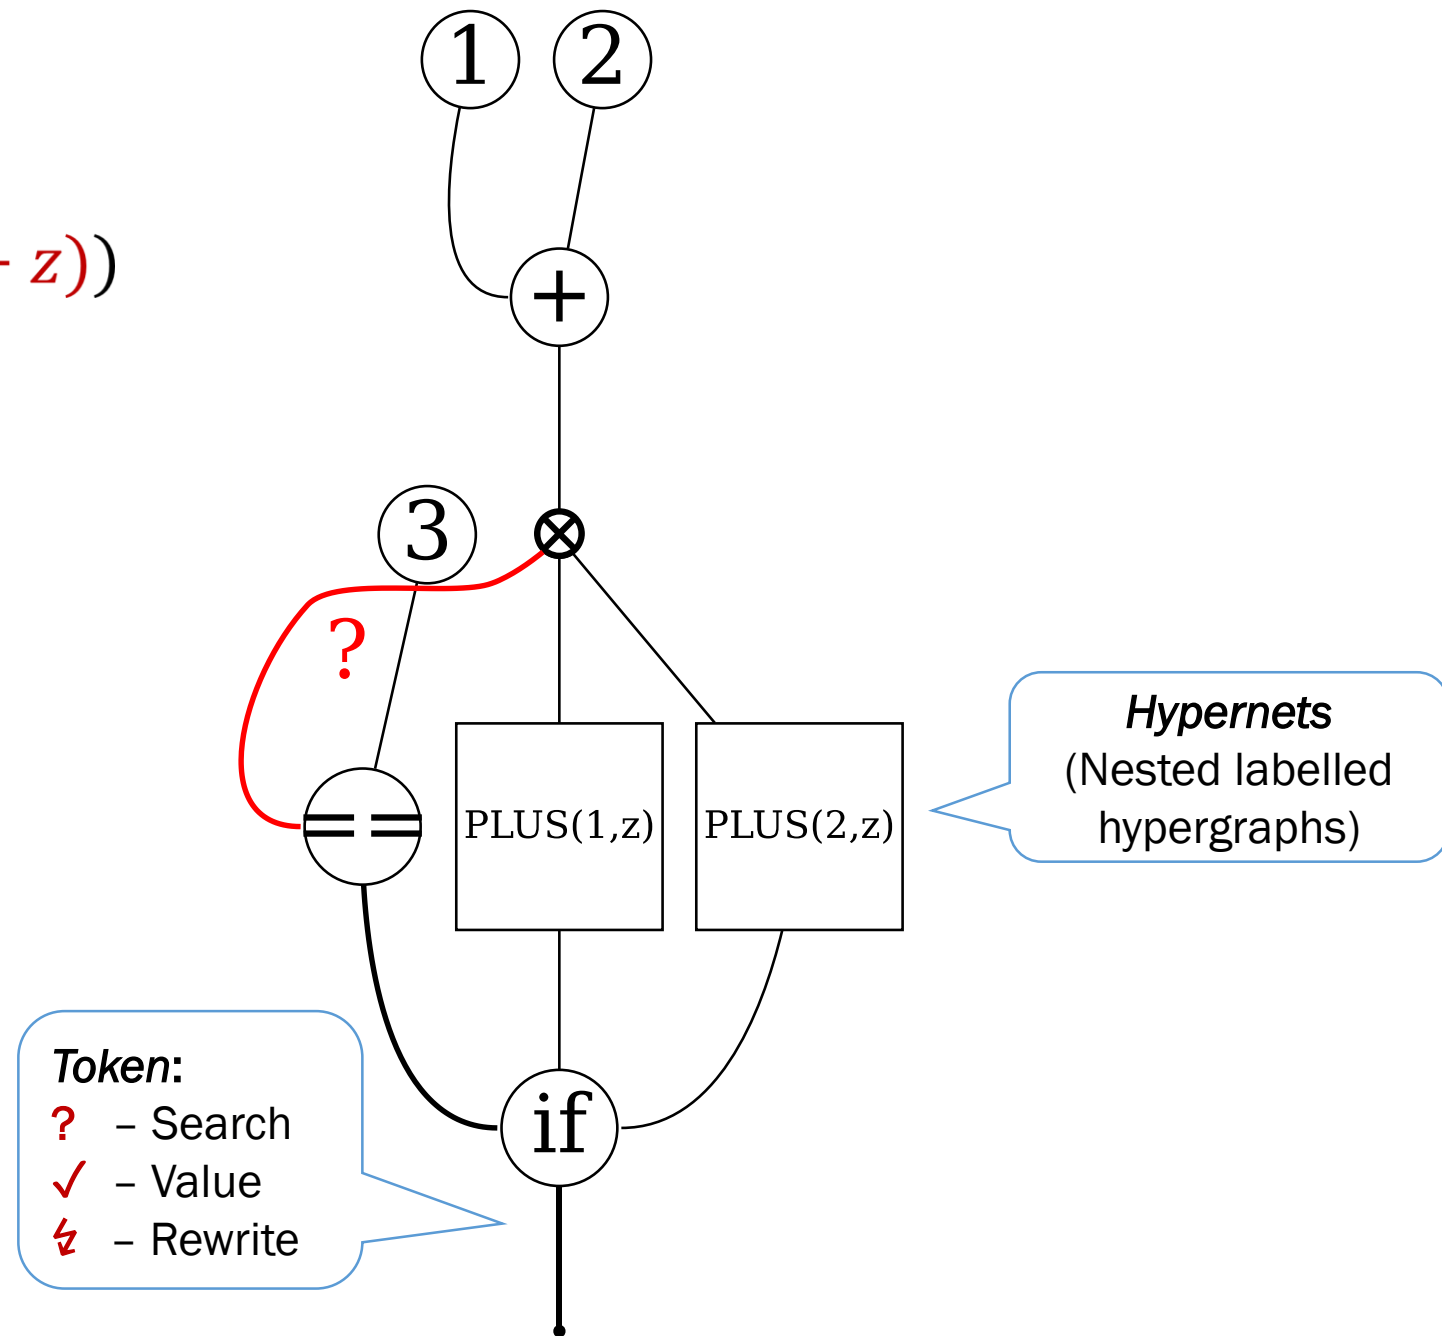 1 2
– z))
+
3
⊗
?
Hypernets
(Nested labelled
hypergraphs)
==
PLUS(1,z)
PLUS(2,z)
Token:
? – Search
✓ – Value
↯ – Rewrite
if